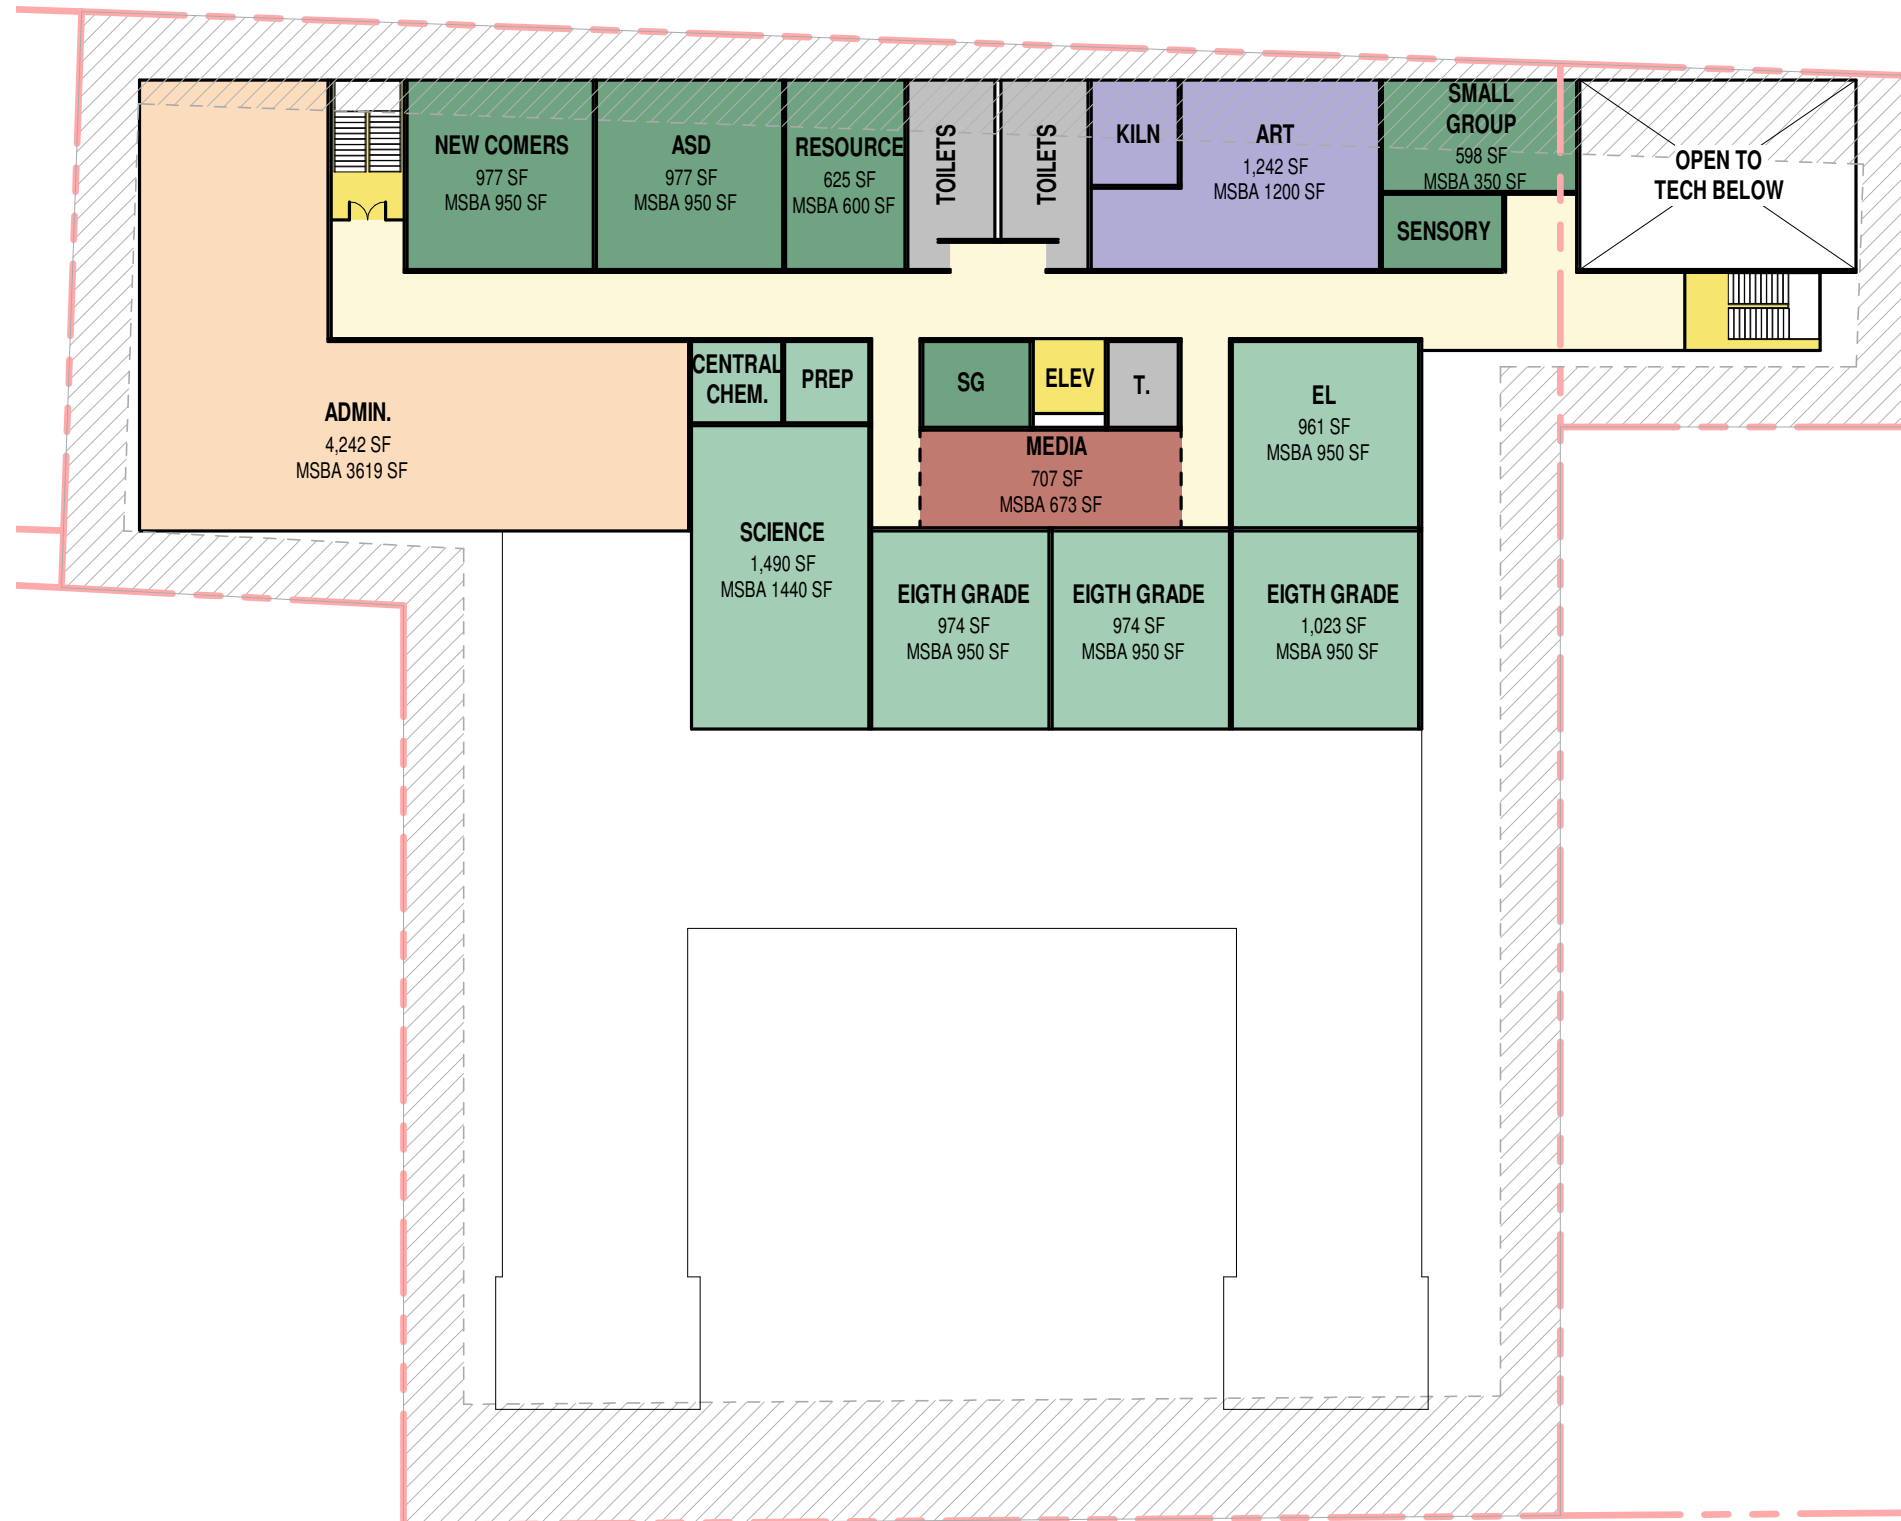 NEW COMERS
977 SF
MSBA 950 SF
ASD
977 SF
MSBA 950 SF
RESOURCE
625 SF
MSBA 600 SF
TOILETS
TOILETS
KILN
ART
1,242 SF
MSBA 1200 SF
SMALL
GROUP
598 SF
MSBA 350 SF
SENSORY
OPEN TO
TECH BELOW
ADMIN.
4,242 SF
MSBA 3619 SF
CENTRAL
CHEM.
PREP
SG
ELEV
T.
MEDIA
707 SF
MSBA 673 SF
EL
961 SF
MSBA 950 SF
SCIENCE
1,490 SF
MSBA 1440 SF
EIGTH GRADE
974 SF
MSBA 950 SF
EIGTH GRADE
974 SF
MSBA 950 SF
EIGTH GRADE
1,023 SF
MSBA 950 SF